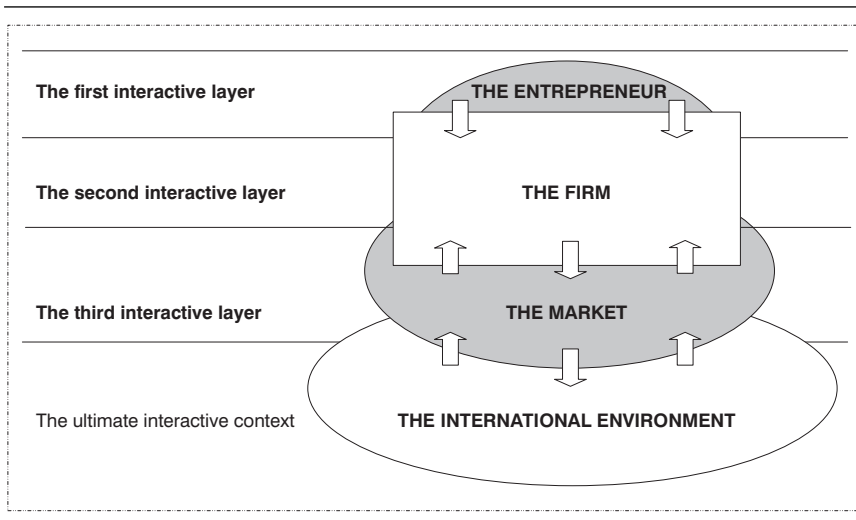 The first interactive layer
THE ENTREPRENEUR
The second interactive layer
THE FIRM
The third interactive layer
THE MARKET
The ultimate interactive context
THE INTERNATIONAL ENVIRONMENT